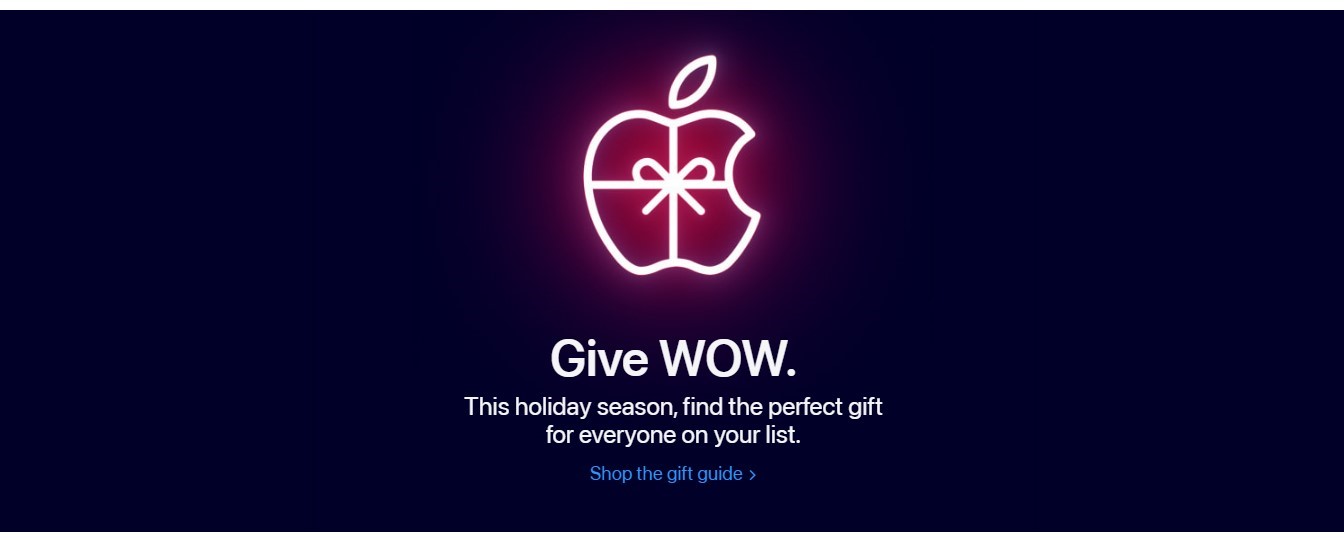 Give WOW.
This holiday season, find the perfect gift
for everyone on your list.
Shop the gift guide >